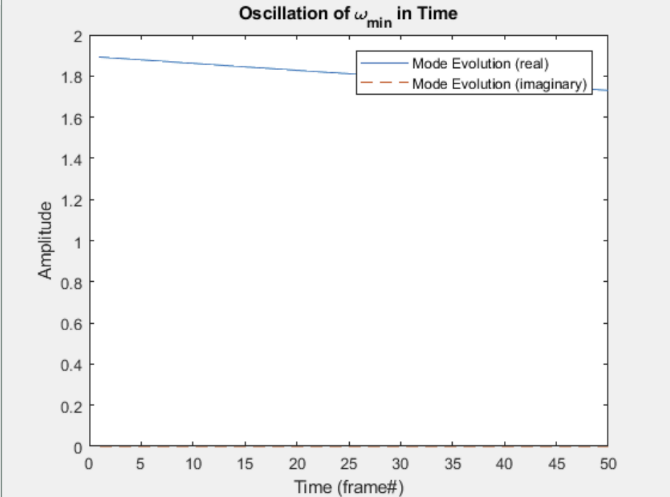 Oscillation of ωmin in Time
2
1.8
1.6
1.4
1.2
1
0.8
0.6
0.4
0.2
0
Amplitude
Mode Evolution (real)
Mode Evolution (imaginary)
0 5 10 15 20 25 30 35 40 45 50
Time (frame#)